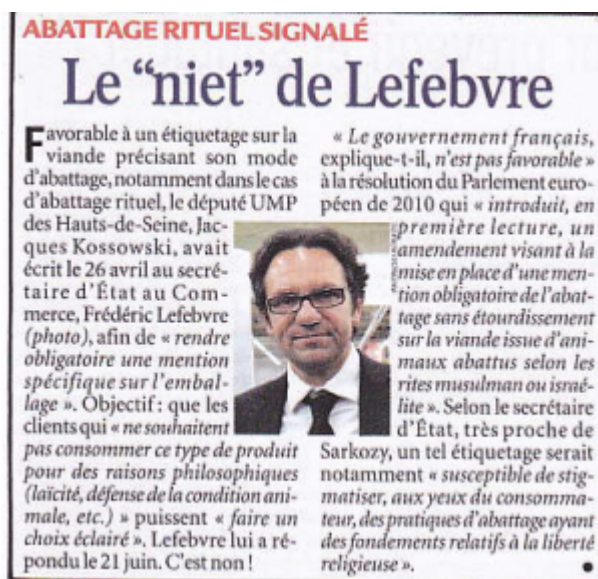 ABATTAGE RITUEL SIGNALÉ
Le “niet” de Lefebvre
Favorable à un étiquetage sur la
viande précisant son mode
d'abattage, notamment dans le cas
d'abattage rituel, le député UMP
des Hauts-de-Seine, Jac-
ques Kossowski, avait
écrit le 26 avril au secré-
taire d'État au Com-
merce, Frédéric Lefebvre
(photo), afin de « rendre
obligatoire une mention
spécifique sur l'embal-
lage ». Objectif : que les
clients qui « ne souhaitent
pas consommer ce type de produit
pour des raisons philosophiques
(laïcité, défense de la condition ani-
male, etc.) » puissent « faire un
choix éclairé ». Lefebvre lui a ré-
pondu le 21 juin. C'est non !
« Le gouvernement français,
explique-t-il, n'est pas favorable »
à la résolution du Parlement euro-
péen de 2010 qui « introduit, en
première lecture, un
amendement visant à la
mise en place d'une men-
tion obligatoire de l'abat-
tage sans étourdissement
sur la viande issue d'ani-
maux abattus selon les
rites musulman ou israé-
lite ». Selon le secrétaire
d'État, très proche de
Sarkozy, un tel étiquetage serait
notamment « susceptible de stig-
matiser, aux yeux du consomma-
teur, des pratiques d'abattage ayant
des fondements relatifs à la liberté
religieuse ».